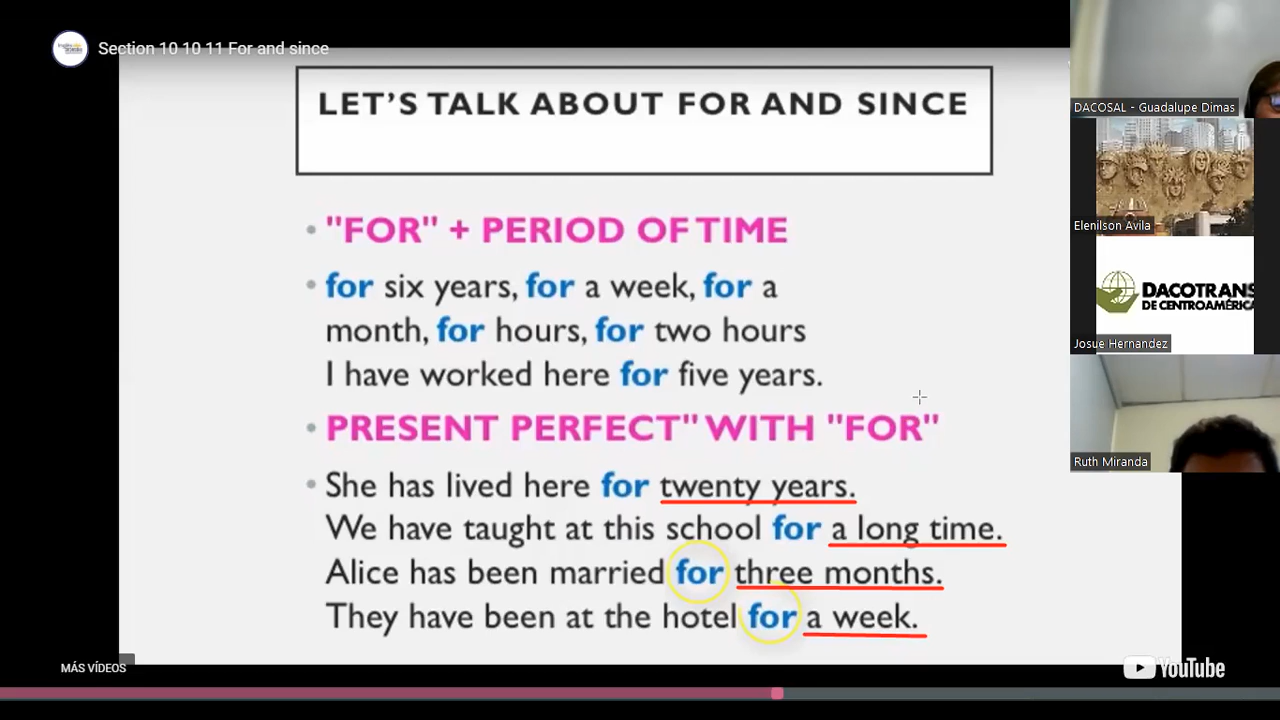 Section 10 10 11 For and since
LET'S TALK ABOUT FOR AND SINCE
• "FOR" + PERIOD OF TIME
• for six years, for a week, for a
month, for hours, for two hours
I have worked here for five years.
• PRESENT PERFECT" WITH "FOR"
• She has lived here for twenty years.
We have taught at this school for a long time.
Alice has been married for three months.
They have been at the hotel for a week.
DACOSAL - Guadalupe Dimas
Elenilson Avila
DACOTRANS
DE CENTROAMÉRICA
Josue Hernandez
Ruth Miranda
MÁS VÍDEOS
YouTube